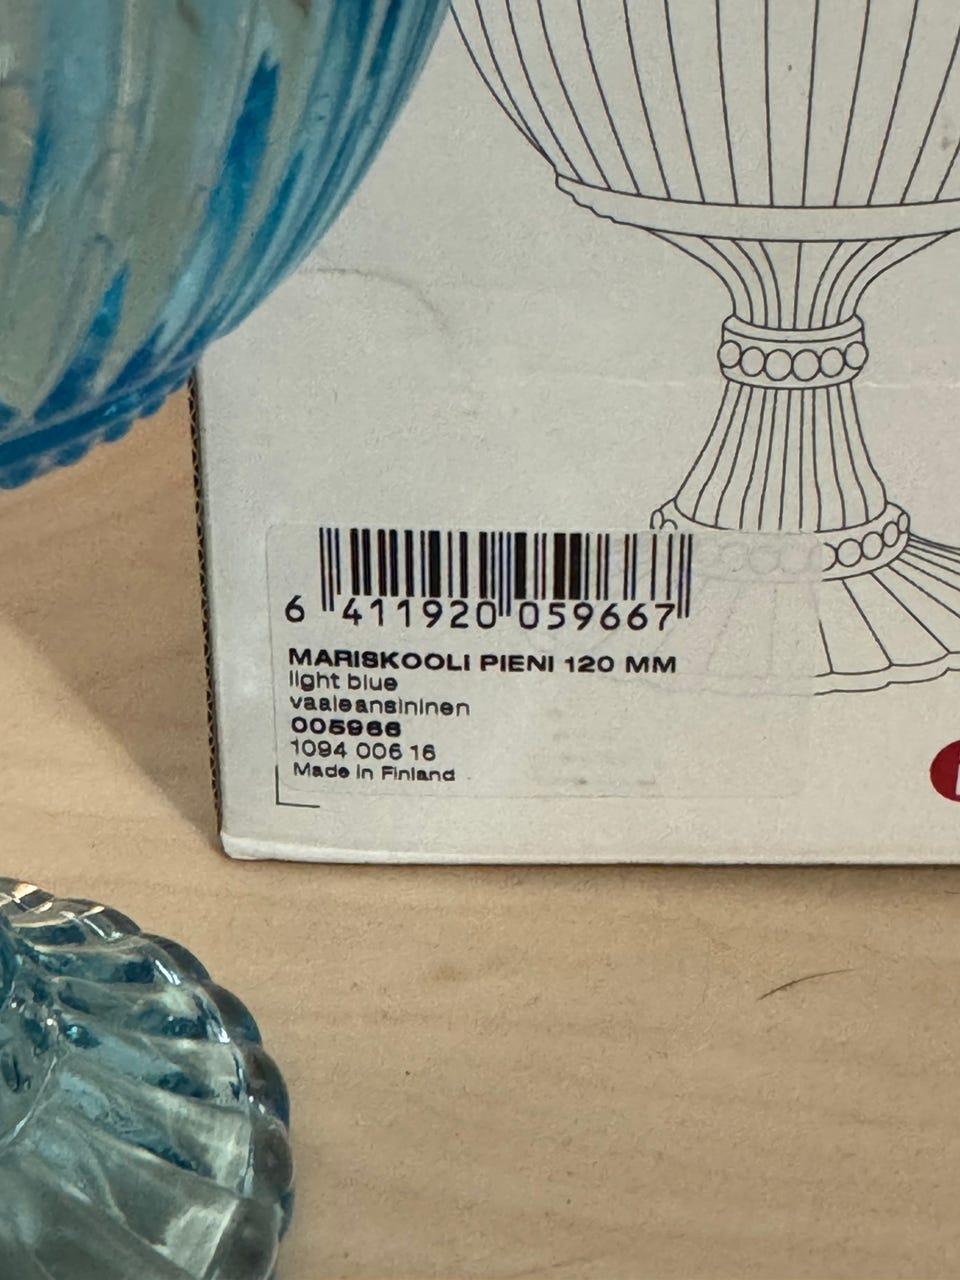 6 411920 059667
MARISKOOLI PIENI 120 MM
light blue
vaaleansininen
005966
1094 006 16
Made in Finland